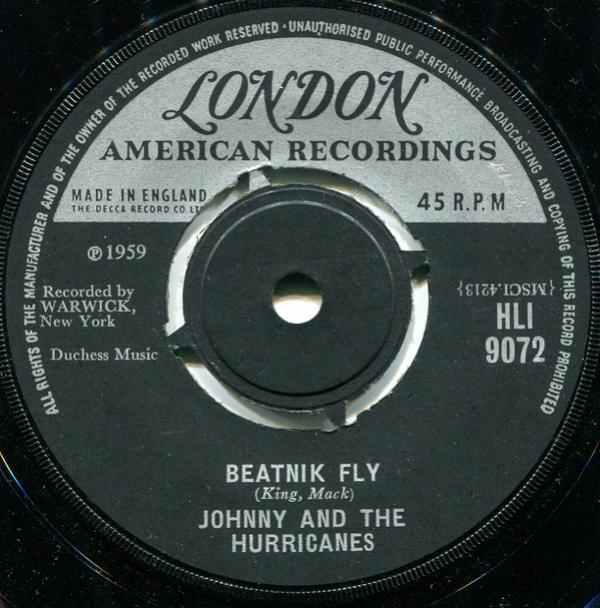 ALL RIGHTS OF THE MANUFACTURER AND OF THE OWNER OF THE RECORDED WORK RESERVED · UNAUTHORISED PUBLIC PERFORMANCE BROADCASTING AND COPYING OF THIS RECORD PROHIBITED
LONDON
AMERICAN RECORDINGS
MADE IN ENGLAND
THE DECCA RECORD CO. LT
45 R.P.M
℗ 1959
Recorded by
WARWICK,
New York
Duchess Music
{MSCI.4213}
HLI
9072
BEATNIK FLY
(King, Mack)
JOHNNY AND THE
HURRICANES